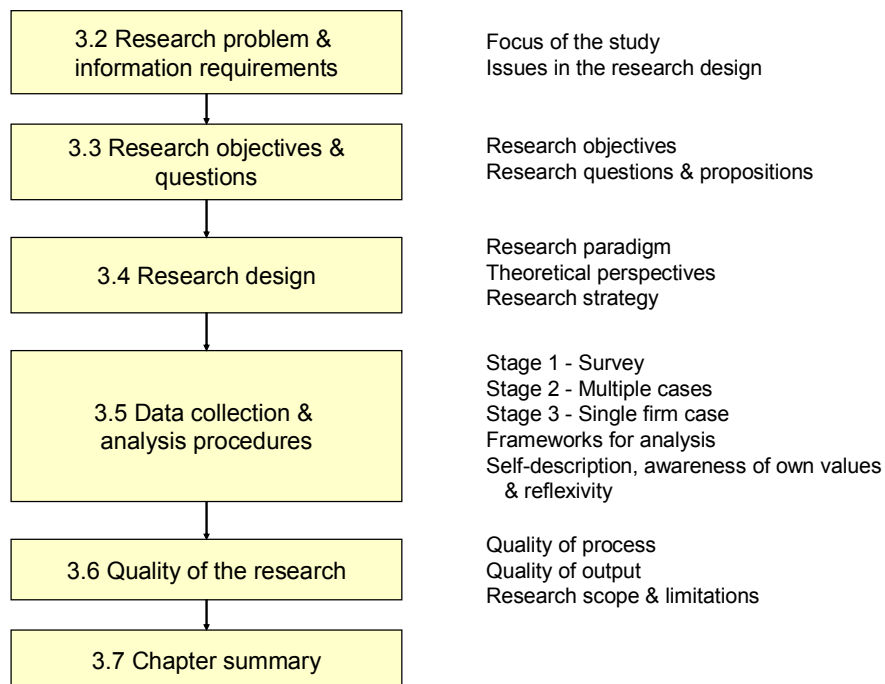 3.2 Research problem &
information requirements
Focus of the study
Issues in the research design
3.3 Research objectives &
questions
Research objectives
Research questions & propositions
3.4 Research design
Research paradigm
Theoretical perspectives
Research strategy
3.5 Data collection &
analysis procedures
Stage 1 - Survey
Stage 2 - Multiple cases
Stage 3 - Single firm case
Frameworks for analysis
Self-description, awareness of own values
& reflexivity
3.6 Quality of the research
Quality of process
Quality of output
Research scope & limitations
3.7 Chapter summary